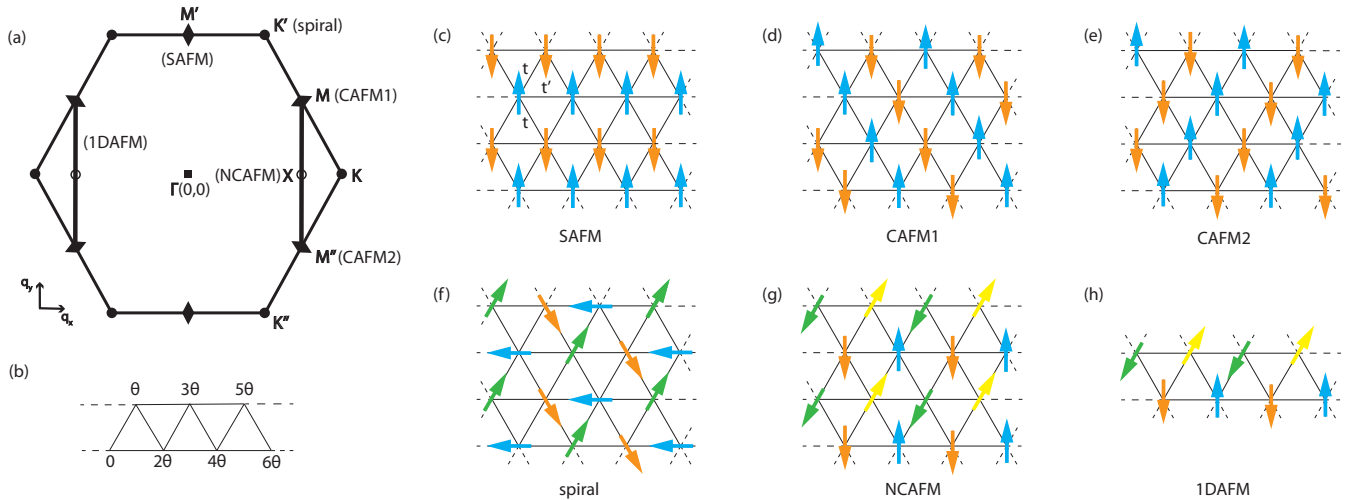 (a)
M′
K′ (spiral)
(SAFM)
M (CAFM1)
(1DAFM)
Γ(0,0)
(NCAFM) X
K
M″ (CAFM2)
K″
q_y
q_x
(b)
θ 3θ 5θ
0 2θ 4θ 6θ
(c)
t
t′
t
SAFM
(d)
CAFM1
(e)
CAFM2
(f)
spiral
(g)
NCAFM
(h)
1DAFM